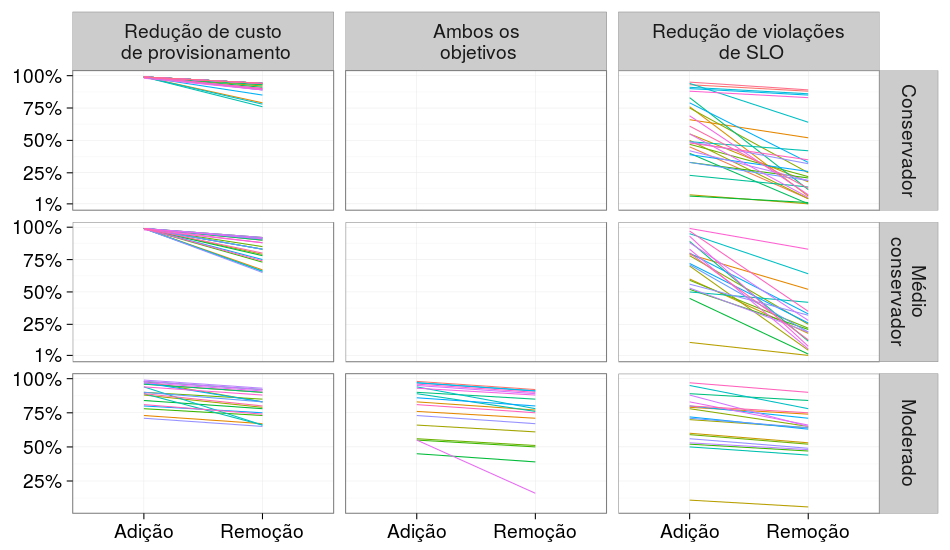 Redução de custo
de provisionamento
Ambos os
objetivos
Redução de violações
de SLO
100%
75%
50%
25%
1%
Conservador
100%
75%
50%
25%
1%
Médio
conservador
100%
75%
50%
25%
Moderado
Adição Remoção
Adição Remoção
Adição Remoção